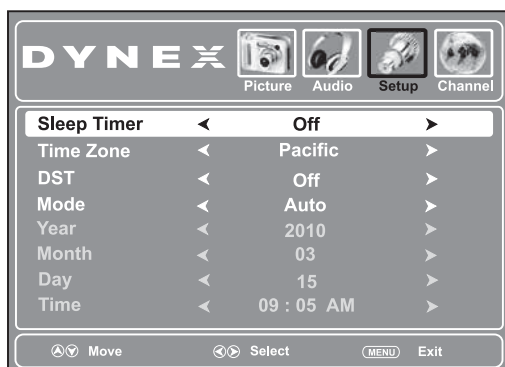 DYNEX
Picture Audio Setup Channel
Sleep Timer Off
Time Zone Pacific
DST Off
Mode Auto
Year 2010
Month 03
Day 15
Time 09 : 05 AM
Move Select MENU Exit